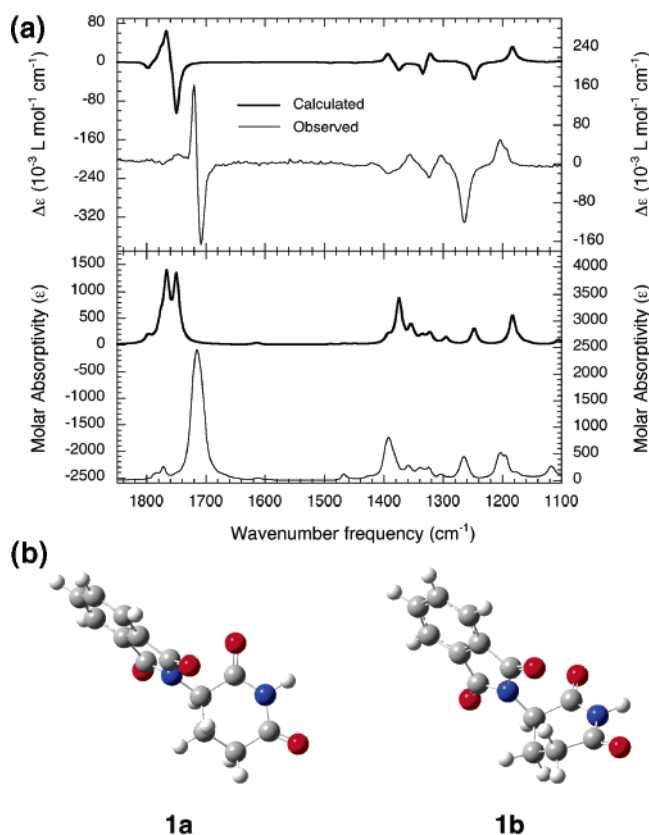 (a)
80
0
-80
-160
-240
-320
Δε (10⁻³ L mol⁻¹ cm⁻¹)
240
160
80
0
-80
-160
Δε (10⁻³ L mol⁻¹ cm⁻¹)
Calculated
Observed
1500
1000
500
0
-500
-1000
-1500
-2000
-2500
Molar Absorptivity (ε)
4000
3500
3000
2500
2000
1500
1000
500
0
Molar Absorptivity (ε)
1800 1700 1600 1500 1400 1300 1200 1100
Wavenumber frequency (cm⁻¹)
(b)
1a 1b